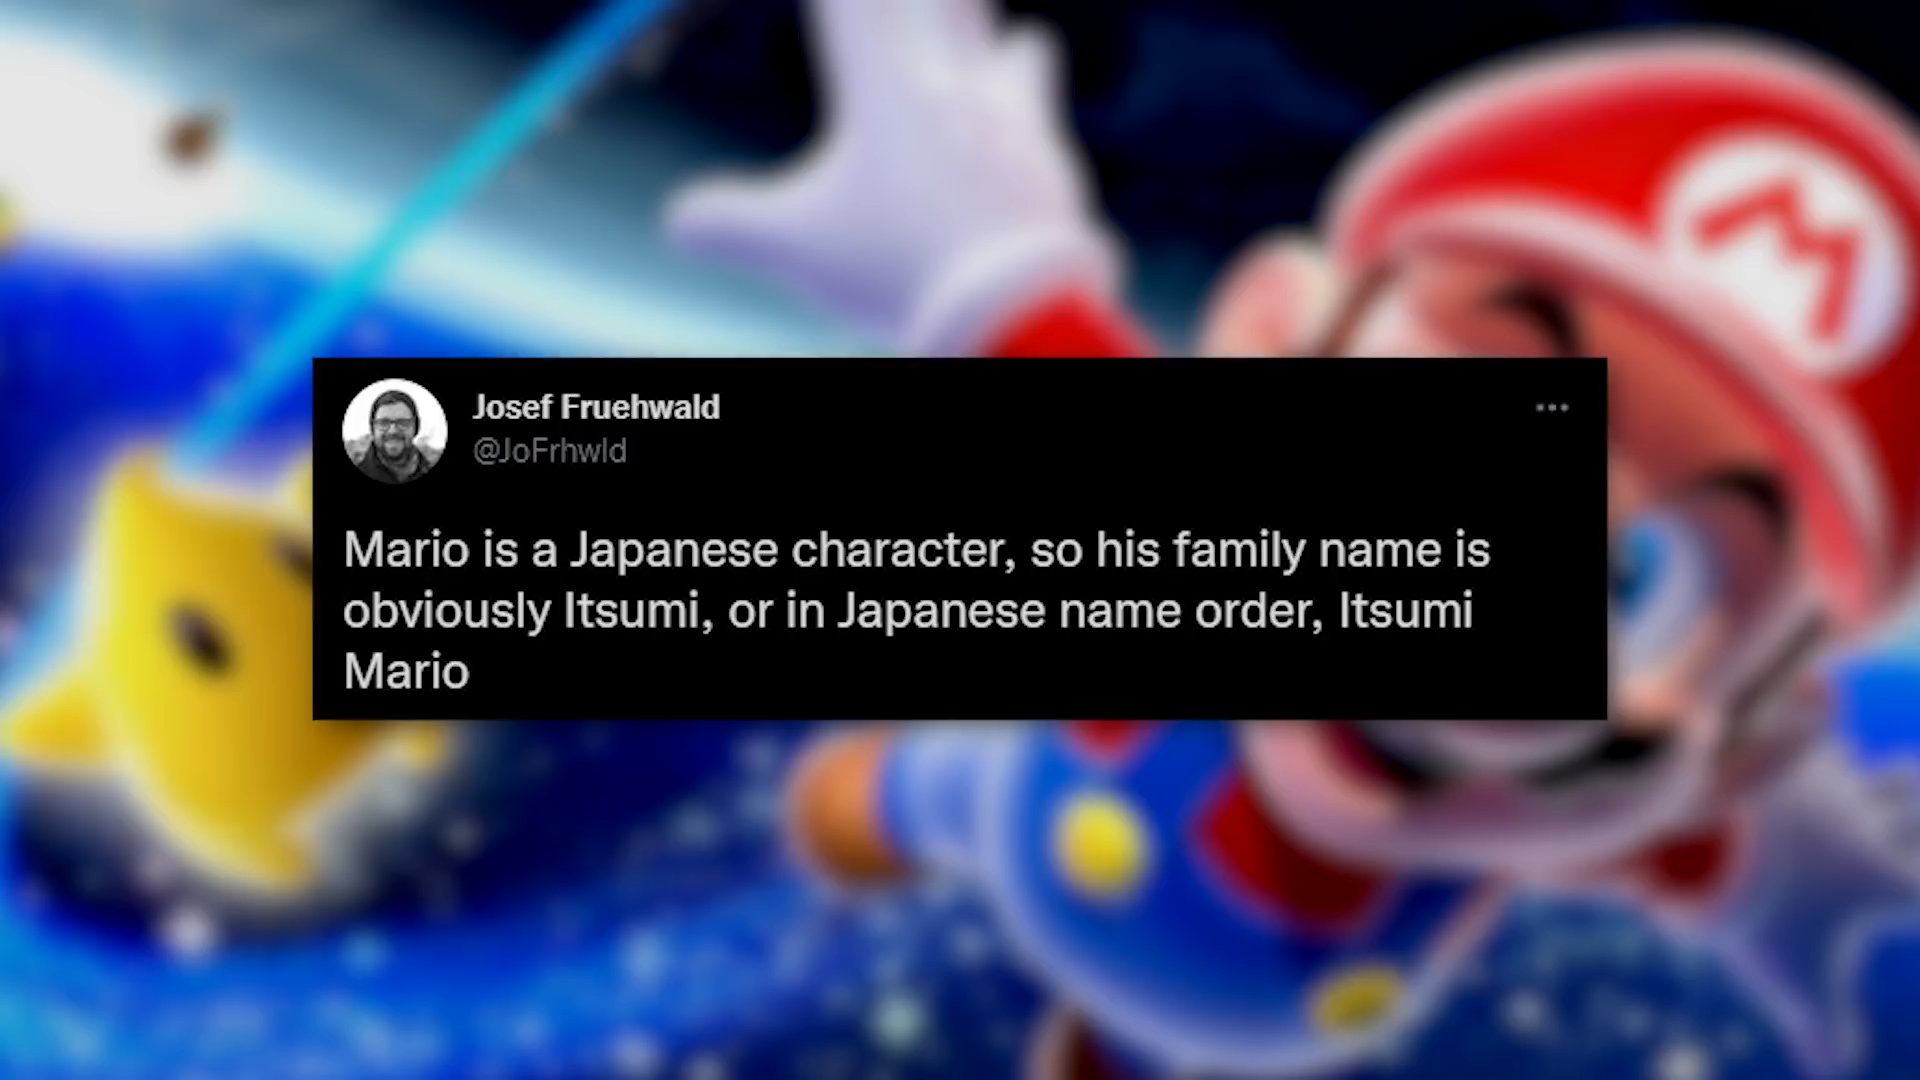 M
Josef Fruehwald
@JoFrhwld
Mario is a Japanese character, so his family name is
obviously Itsumi, or in Japanese name order, Itsumi
Mario